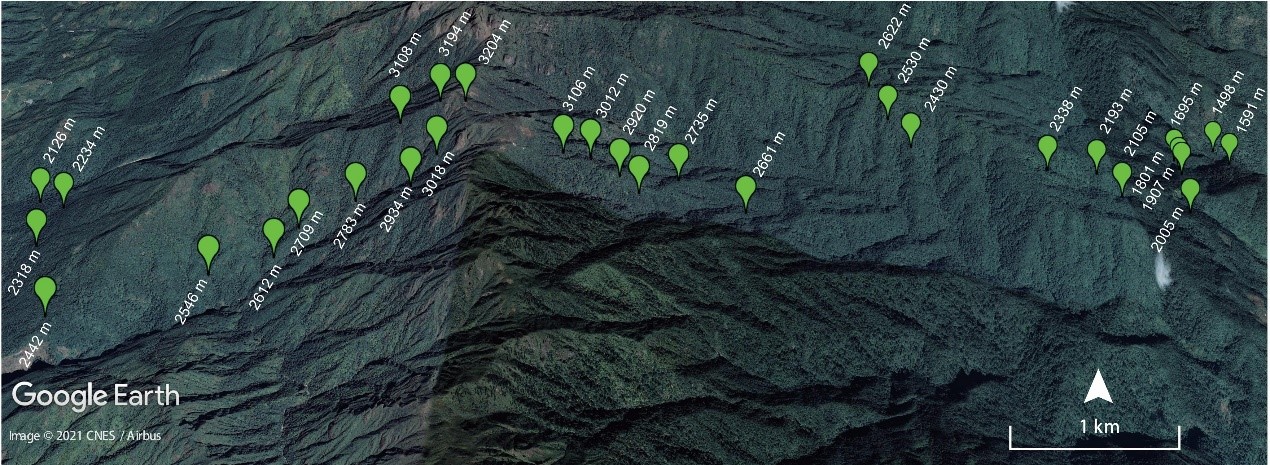 2126 m
2234 m
2318 m
2442 m
2546 m
2612 m
2709 m
2783 m
2934 m
3018 m
3108 m
3194 m
3204 m
3106 m
3012 m
2920 m
2819 m
2735 m
2661 m
2622 m
2530 m
2430 m
2338 m
2193 m
2105 m
1695 m
1801 m
1907 m
2005 m
1498 m
1591 m
Google Earth
Image © 2021 CNES / Airbus
1 km